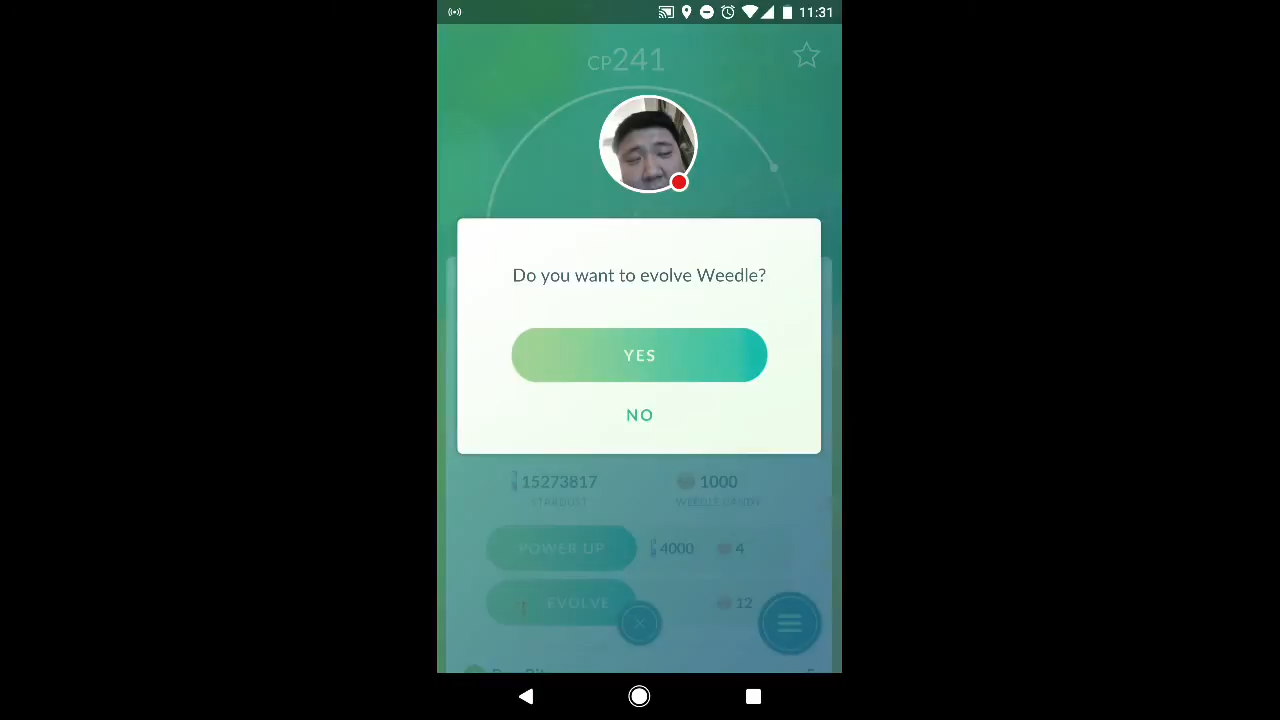 11:31
CP241
Do you want to evolve Weedle?
YES
NO
15273817 1000
STARDUST WEEDLE CANDY
POWER UP 4000 4
EVOLVE 12